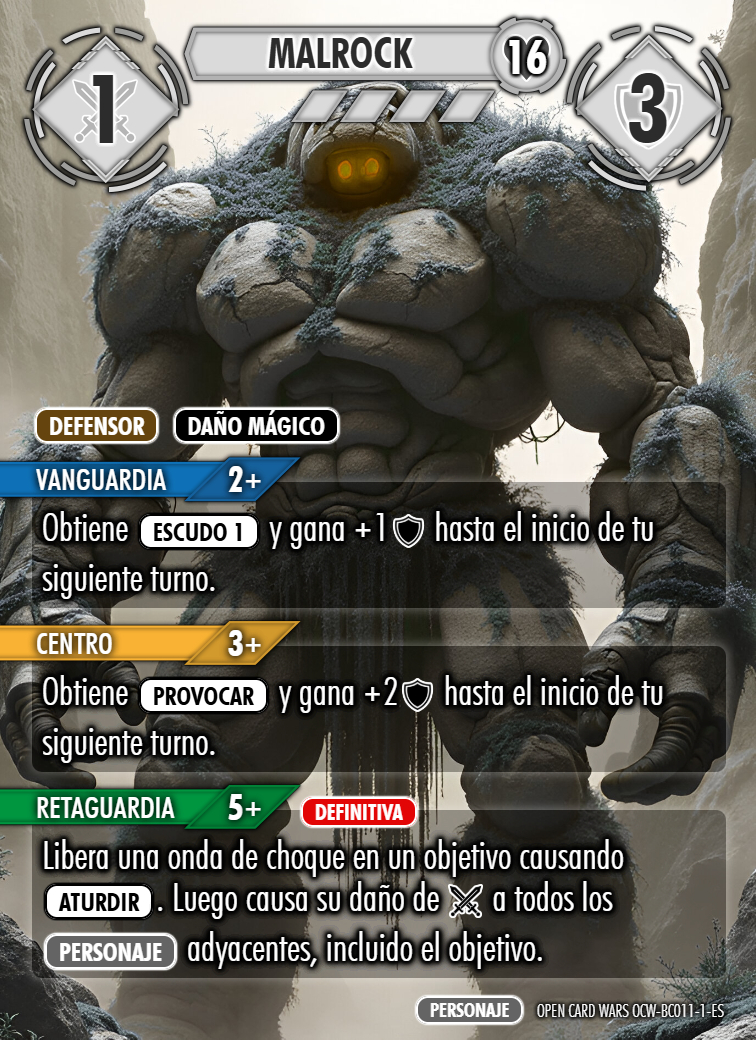 MALROCK
16
1
3
DEFENSOR
DAÑO MÁGICO
VANGUARDIA 2+
Obtiene ESCUDO 1 y gana +1 hasta el inicio de tu
siguiente turno.
CENTRO 3+
Obtiene PROVOCAR y gana +2 hasta el inicio de tu
siguiente turno.
RETAGUARDIA 5+ DEFINITIVA
Libera una onda de choque en un objetivo causando
ATURDIR . Luego causa su daño de a todos los
PERSONAJE adyacentes, incluido el objetivo.
PERSONAJE OPEN CARD WARS OCW-BC011-1-ES